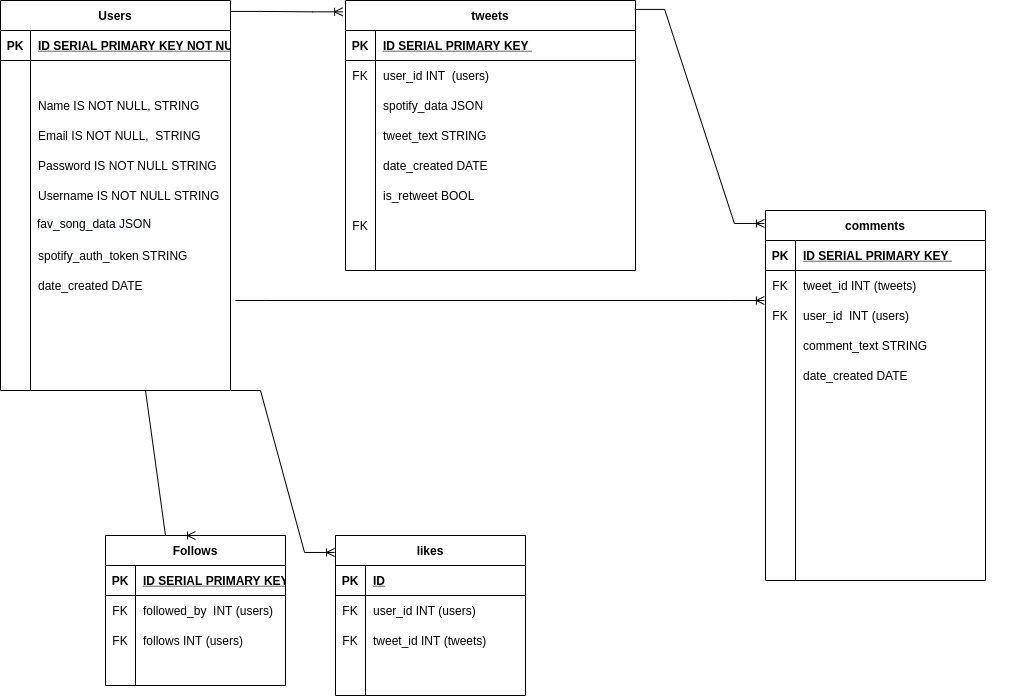 Users
PK ID SERIAL PRIMARY KEY NOT NU
Name IS NOT NULL, STRING
Email IS NOT NULL,  STRING
Password IS NOT NULL STRING
Username IS NOT NULL STRING
fav_song_data JSON
spotify_auth_token STRING
date_created DATE
tweets
PK ID SERIAL PRIMARY KEY
FK user_id INT  (users)
spotify_data JSON
tweet_text STRING
date_created DATE
is_retweet BOOL
FK
comments
PK ID SERIAL PRIMARY KEY
FK tweet_id INT (tweets)
FK user_id  INT (users)
comment_text STRING
date_created DATE
Follows
PK ID SERIAL PRIMARY KEY
FK followed_by  INT (users)
FK follows INT (users)
likes
PK ID
FK user_id INT (users)
FK tweet_id INT (tweets)